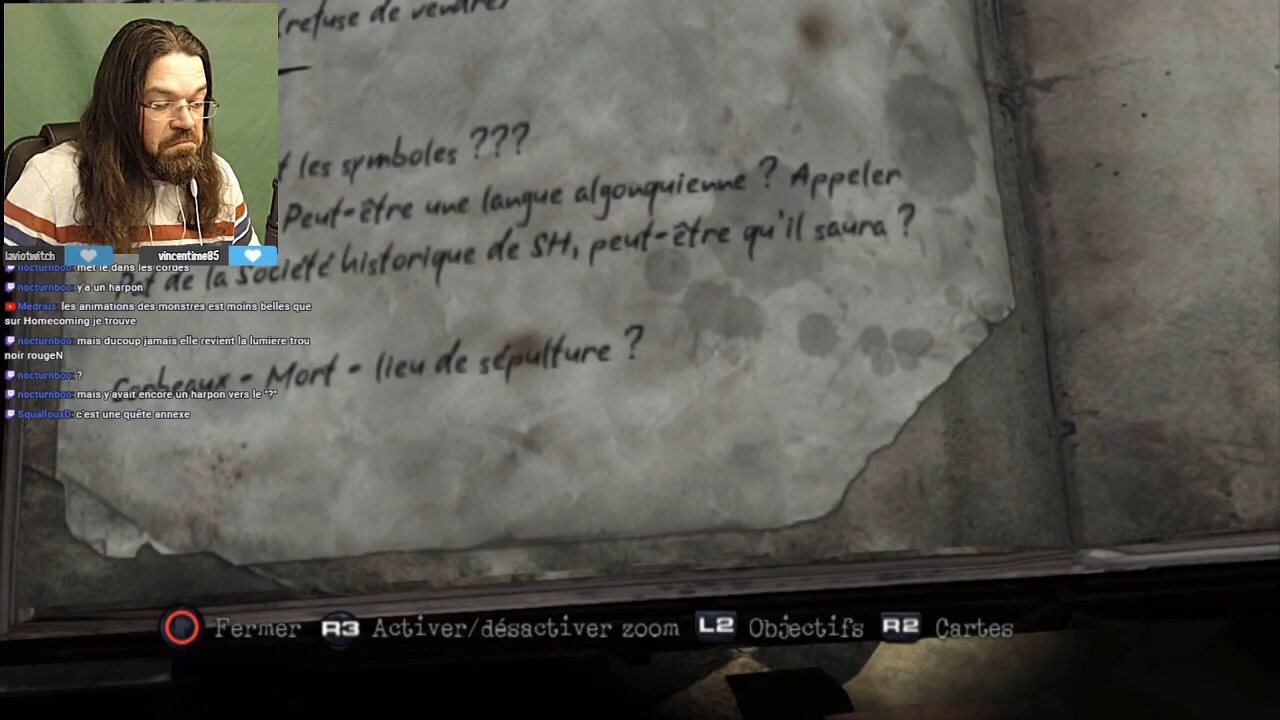 (refuse de vendre)
les symboles ???
Peut-être une langue algonquienne ? Appeler
de la Société historique de SH, peut-être qu'il saura ?
Corbeaux - Mort - lieu de sépulture ?
laviotwitch
vincentime85
nocturnboo: met le dans les cordes
nocturnboo: y'a un harpon
Medrius: les animations des monstres est moins belles que
sur Homecoming je trouve
nocturnboo: mais ducoup jamais elle revient la lumiere trou
noir rougeN
nocturnboo: ?
nocturnboo: mais y'avait encore un harpon vers le "?"
SquallouxD: c'est une quête annexe
Fermer R3 Activer/désactiver zoom L2 Objectifs R2 Cartes